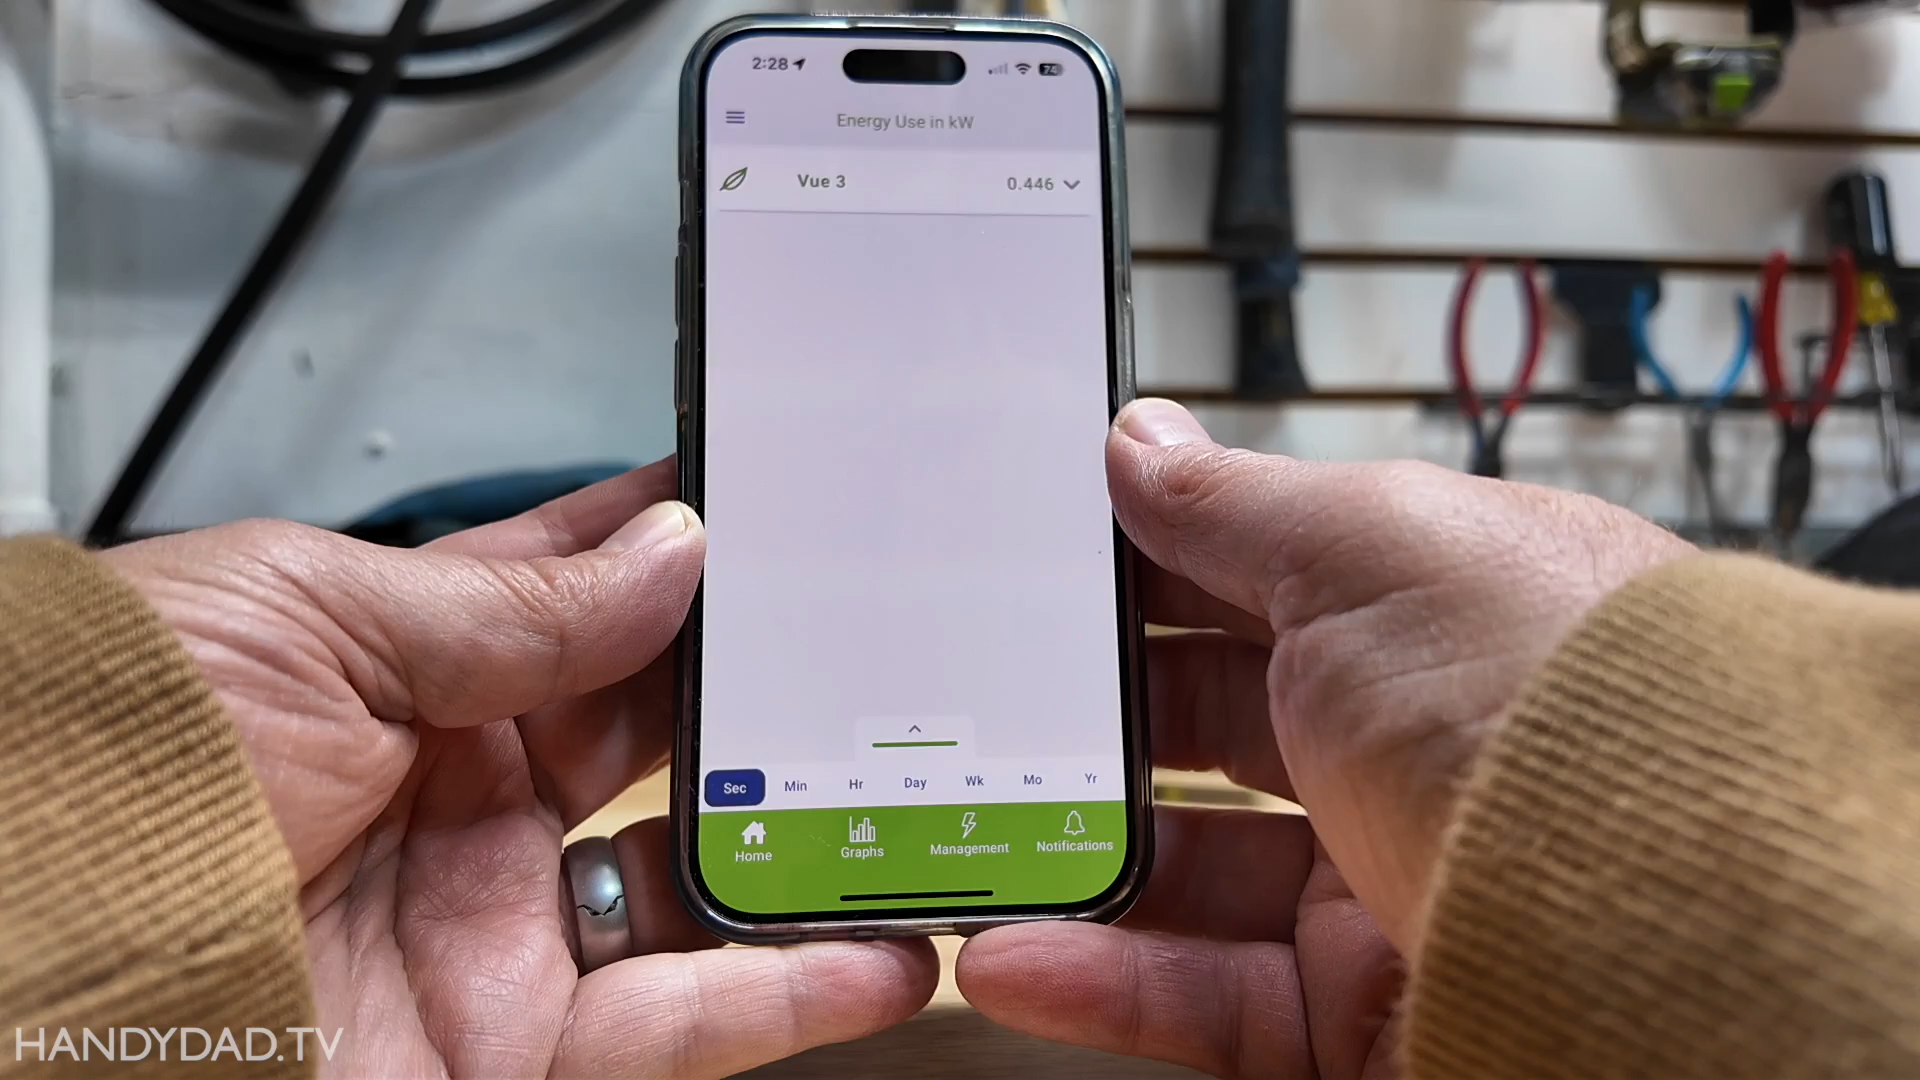 2:28
74
Energy Use in kW
Vue 3 0.446
Sec Min Hr Day Wk Mo Yr
Home Graphs Management Notifications
HANDYDAD.TV